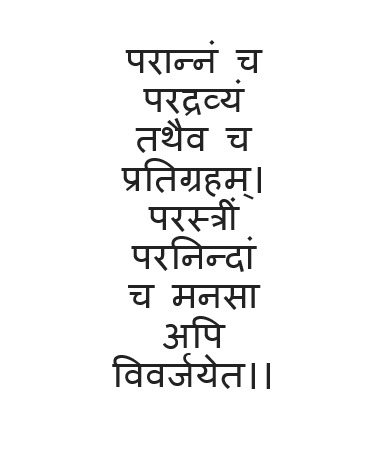 परान्नं च
परद्रव्यं
तथैव च
प्रतिग्रहम्।
परस्त्रीं
परनिन्दां
च मनसा
अपि
विवर्जयेत।।